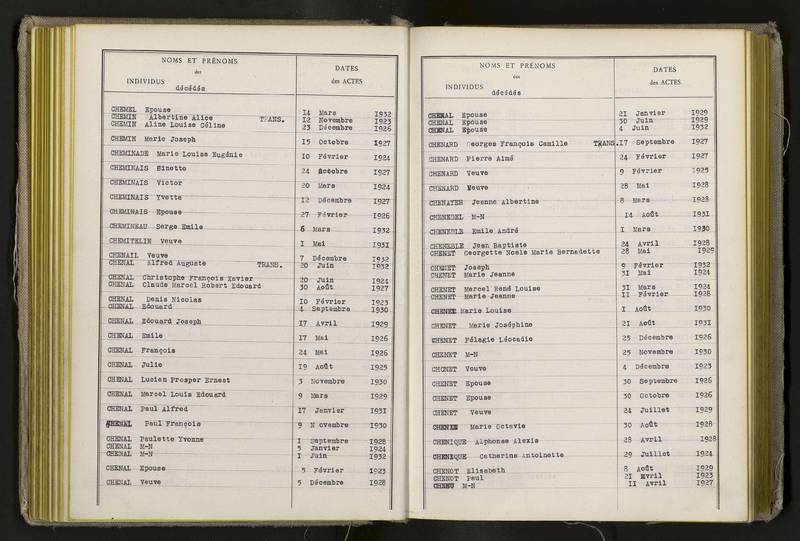 NOMS ET PRÉNOMS
des
INDIVIDUS
décédés
DATES
des ACTES
CHEMEL Epouse 14 Mars 1932
CHEMIN Albertine Alice TRANS. 12 Novembre 1923
CHEMIN Aline Louise Céline 23 Décembre 1926
CHEMIN Marie Joseph 15 Octobre 1927
CHEMINADE Marie Louise Eugénie 10 Février 1924
CHEMINAIS Ginette 24 Octobre 1927
CHEMINAIS Victor 20 Mars 1924
CHEMINAIS Yvette 12 Décembre 1927
CHEMINAIS Epouse 27 Février 1926
CHEMINEAU Serge Emile 6 Mars 1932
CHEMITELIN Veuve 1 Mai 1931
CHENAIL Veuve 7 Décembre 1932
CHENAL Alfred Auguste TRANS. 20 Juin 1932
CHENAL Christophe François Xavier 20 Juin 1924
CHENAL Claude Marcel Robert Edouard 30 Août 1927
CHENAL Denis Nicolas 10 Février 1923
CHENAL Edouard 4 Septembre 1930
CHENAL Edouard Joseph 17 Avril 1929
CHENAL Emile 17 Mai 1926
CHENAL François 24 Mai 1926
CHENAL Julie 19 Août 1925
CHENAL Lucien Prosper Ernest 3 Novembre 1930
CHENAL Marcel Louis Edouard 9 Mars 1929
CHENAL Paul Alfred 17 Janvier 1931
CHENAL Paul François 9 N ovembre 1930
CHENAL Paulette Yvonne 1 Septembre 1928
CHENAL M-N 5 Janvier 1924
CHENAL M-N 1 Juin 1932
CHENAL Epouse 5 Février 1923
CHENAL Veuve 5 Décembre 1928
NOMS ET PRÉNOMS
des
INDIVIDUS
décédés
DATES
des ACTES
CHENAL Epouse 21 Janvier 1929
CHENAL Epouse 30 Juin 1929
CHENAL Epouse 4 Juin 1932
CHENARD Georges François Camille TRANS. 17 Septembre 1927
CHENARD Pierre Aimé 24 Février 1927
CHENARD Veuve 9 Février 1925
CHENARD Veuve 28 Mai 1928
CHENAYER Jeanne Albertine 8 Mars 1928
CHENEDEL M-N 14 Août 1931
CHENESLE Emile André 1 Mars 1930
CHENESLE Jean Baptiste 24 Avril 1928
CHENET Georgette Noele Marie Bernadette 28 Mai 1929
CHENET Joseph 9 Février 1932
CHENET Marie Jeanne 31 Mai 1924
CHENET Marcel René Louise 31 Mars 1924
CHENET Marie Jeanne 11 Février 1928
CHENET Marie Louise 1 Août 1930
CHENET Marie Joséphine 21 Août 1931
CHENET Pélagie Léocadie 25 Décembre 1926
CHENET M-N 25 Novembre 1930
CHENET Veuve 4 Décembre 1923
CHENET Epouse 30 Septembre 1926
CHENET Epouse 30 Octobre 1926
CHENET Veuve 24 Juillet 1929
CHENIE Marie Octavie 30 Août 1928
CHENIQUE Alphonse Alexis 28 Avril 1928
CHENIQUE Catherine Antoinette 29 Juillet 1924
CHENOT Elisabeth 8 Août 1929
CHENOT Paul 21 Avril 1923
CHENU M-N 11 Avril 1927